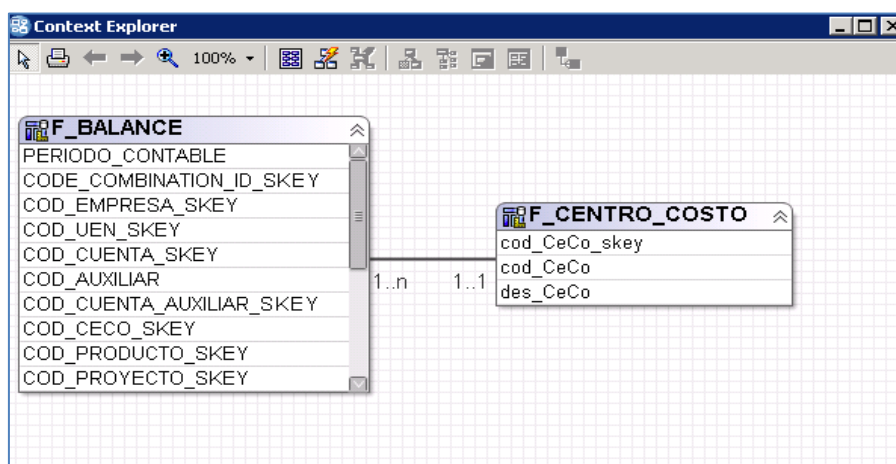 Context Explorer
100%
F_BALANCE
PERIODO_CONTABLE
CODE_COMBINATION_ID_SKEY
COD_EMPRESA_SKEY
COD_UEN_SKEY
COD_CUENTA_SKEY
COD_AUXILIAR
COD_CUENTA_AUXILIAR_SKEY
COD_CECO_SKEY
COD_PRODUCTO_SKEY
COD_PROYECTO_SKEY
1..n
1..1
F_CENTRO_COSTO
cod_CeCo_skey
cod_CeCo
des_CeCo